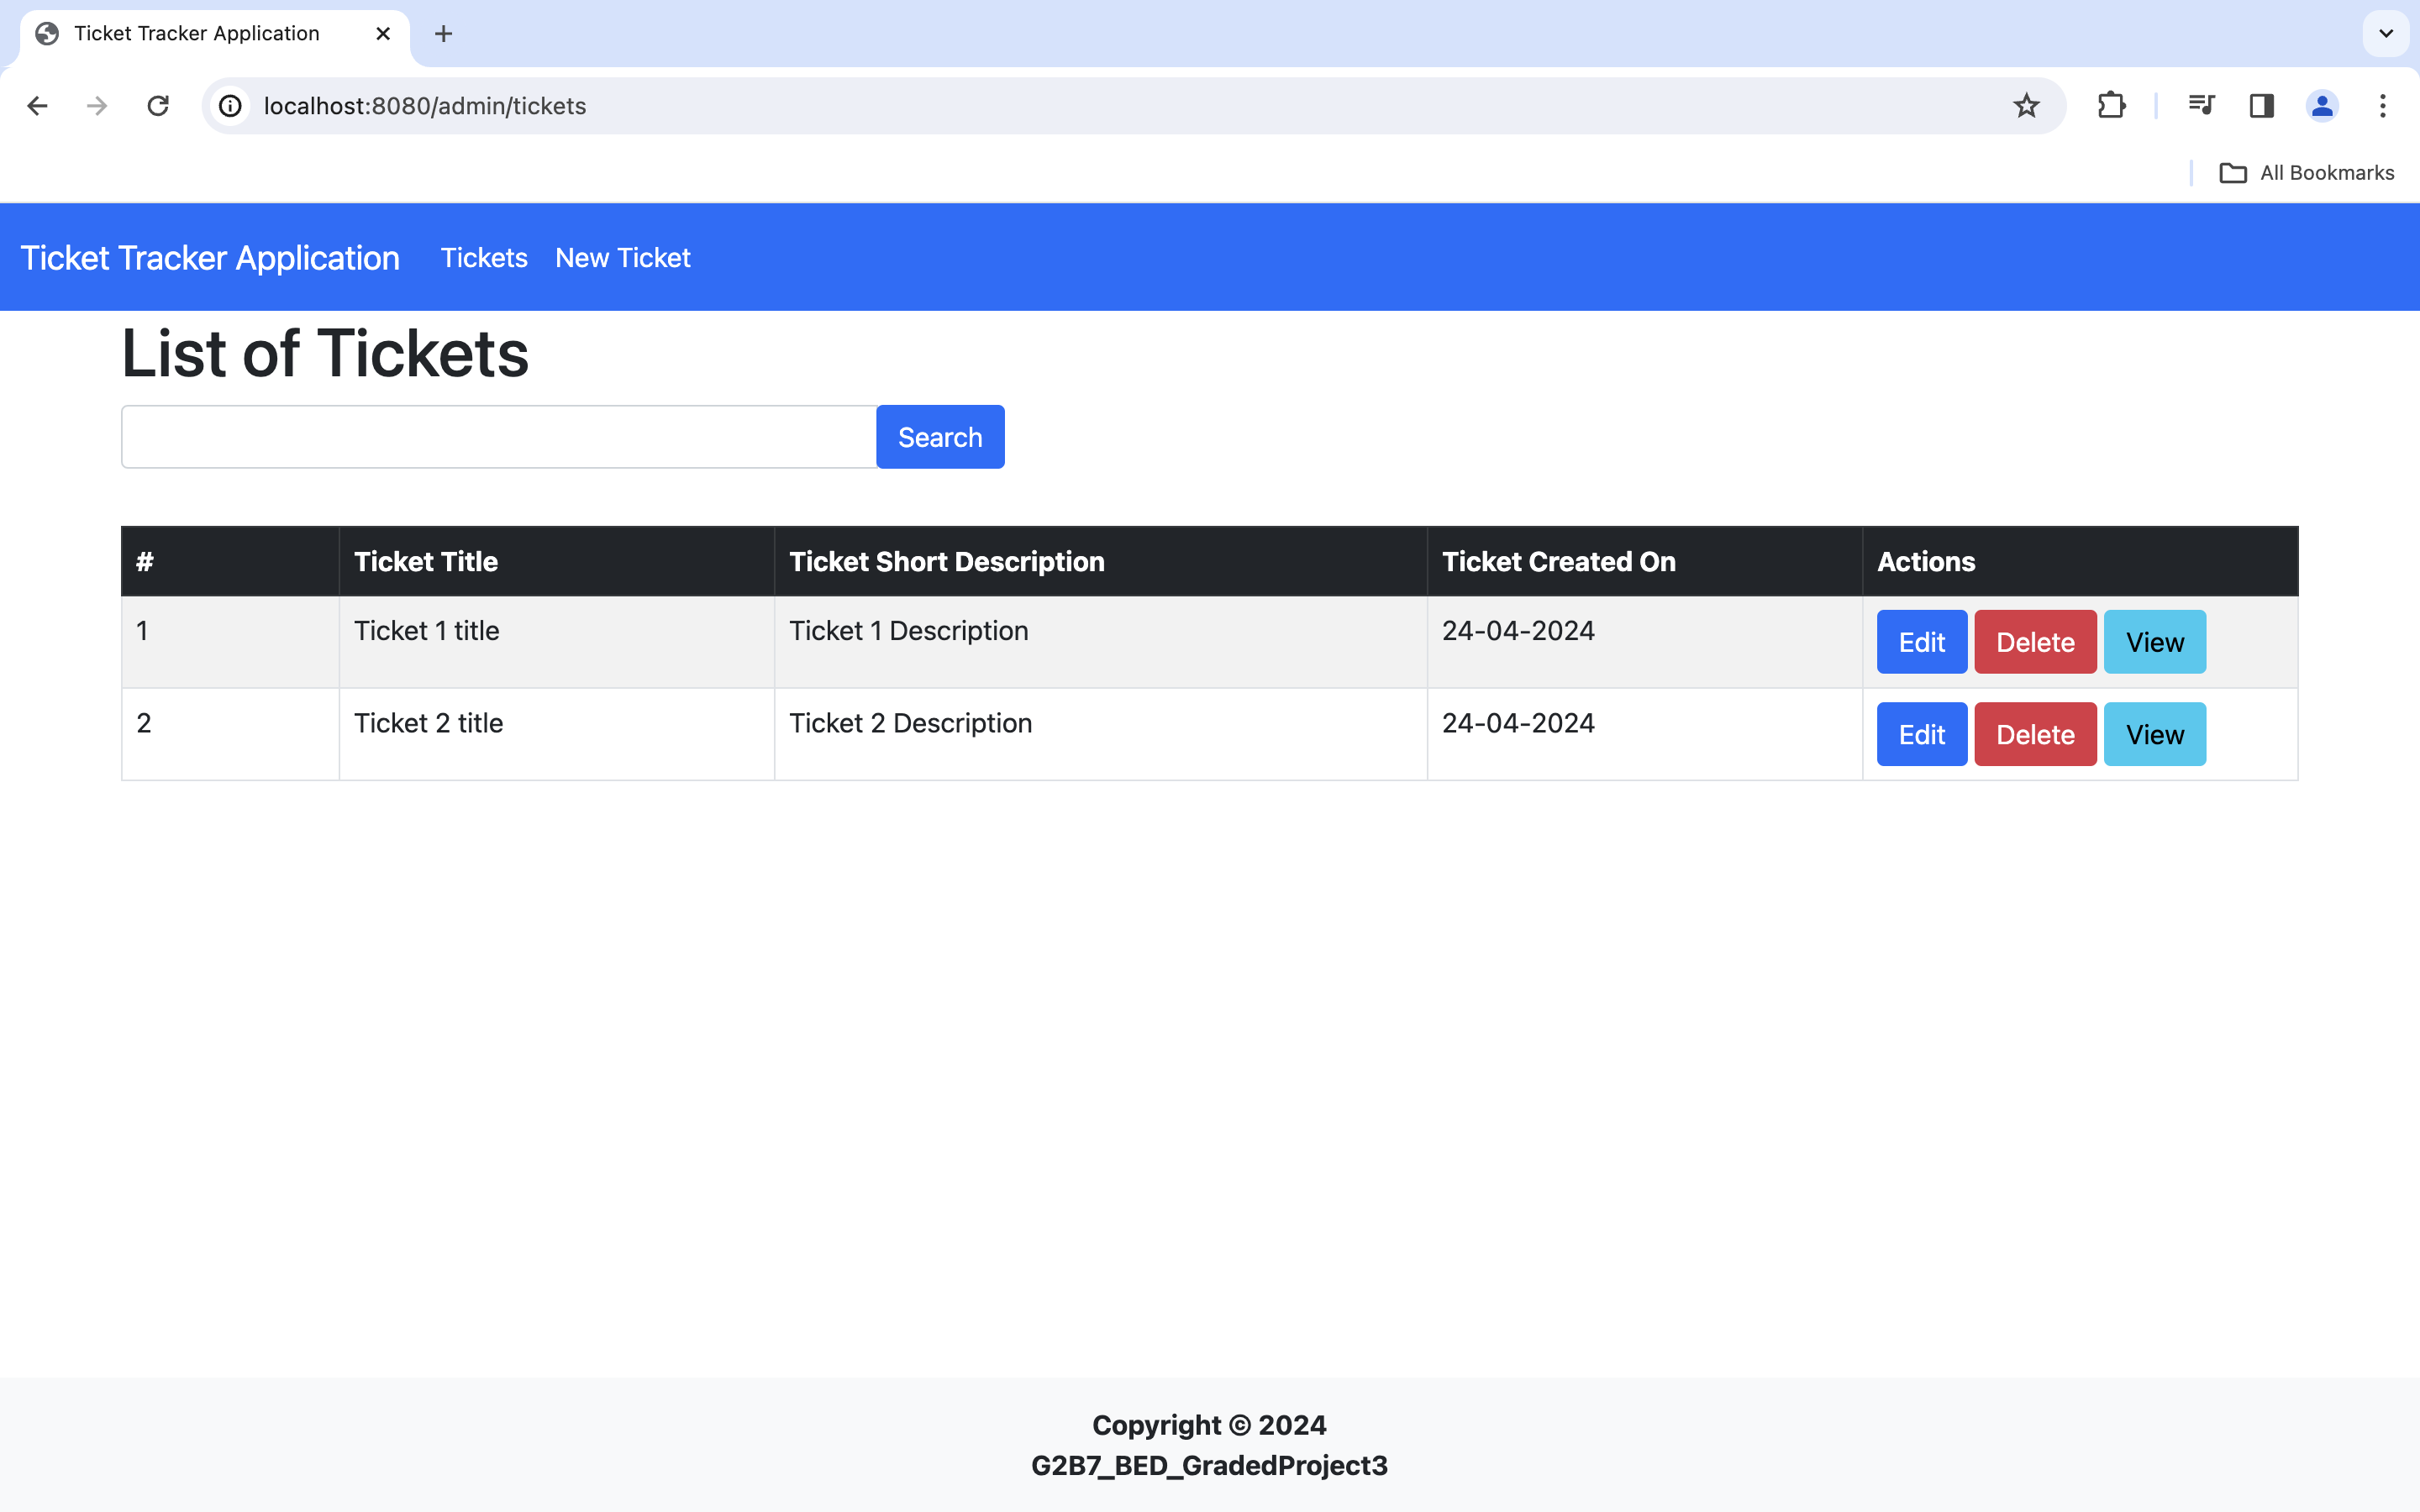 Ticket Tracker Application
localhost:8080/admin/tickets
All Bookmarks
Ticket Tracker Application Tickets New Ticket
List of Tickets
Search
# Ticket Title Ticket Short Description Ticket Created On Actions
1 Ticket 1 title Ticket 1 Description 24-04-2024 Edit Delete View
2 Ticket 2 title Ticket 2 Description 24-04-2024 Edit Delete View
Copyright © 2024
G2B7_BED_GradedProject3